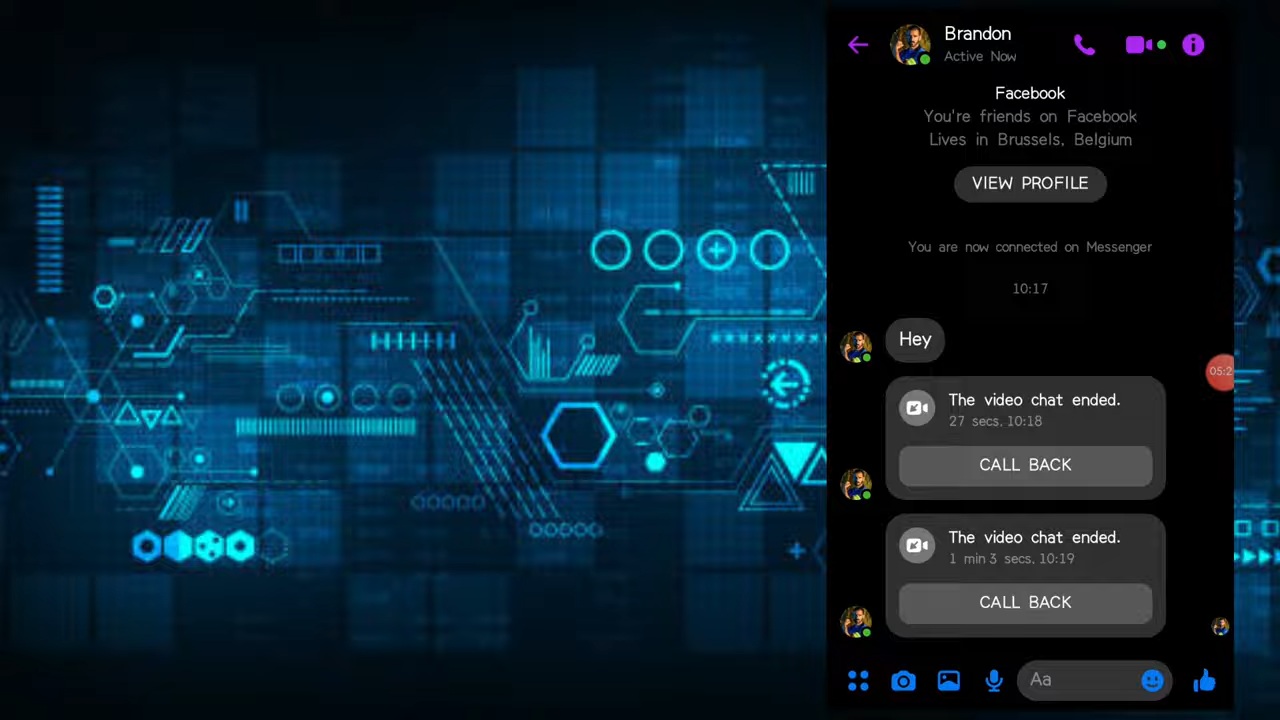 Brandon
Active Now
Facebook
You're friends on Facebook
Lives in Brussels, Belgium
VIEW PROFILE
You are now connected on Messenger
10:17
Hey
The video chat ended.
27 secs, 10:18
CALL BACK
05:2
The video chat ended.
1 min 3 secs, 10:19
CALL BACK
Aa